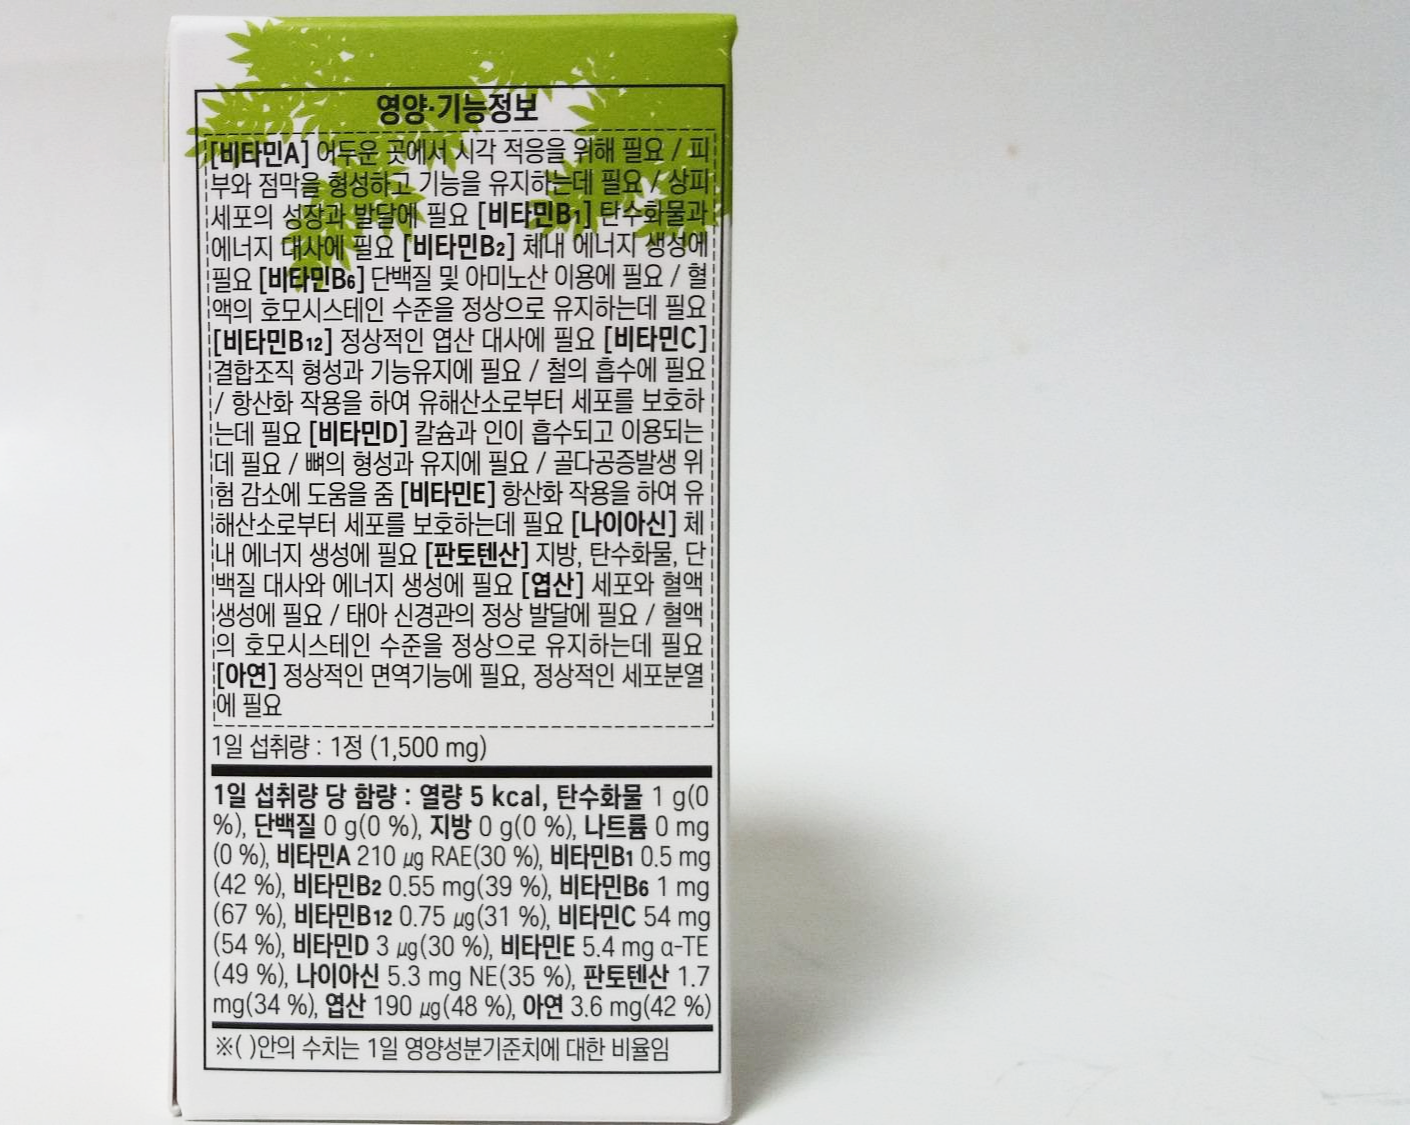 영양·기능정보
[비타민A] 어두운 곳에서 시각 적응을 위해 필요 / 피
부와 점막을 형성하고 기능을 유지하는데 필요 / 상피
세포의 성장과 발달에 필요 [비타민B1] 탄수화물과
에너지 대사에 필요 [비타민B2] 체내 에너지 생성에
필요 [비타민B6] 단백질 및 아미노산 이용에 필요 / 혈
액의 호모시스테인 수준을 정상으로 유지하는데 필요
[비타민B12] 정상적인 엽산 대사에 필요 [비타민C]
결합조직 형성과 기능유지에 필요 / 철의 흡수에 필요
/ 항산화 작용을 하여 유해산소로부터 세포를 보호하
는데 필요 [비타민D] 칼슘과 인이 흡수되고 이용되는
데 필요 / 뼈의 형성과 유지에 필요 / 골다공증발생 위
험 감소에 도움을 줌 [비타민E] 항산화 작용을 하여 유
해산소로부터 세포를 보호하는데 필요 [나이아신] 체
내 에너지 생성에 필요 [판토텐산] 지방, 탄수화물, 단
백질 대사와 에너지 생성에 필요 [엽산] 세포와 혈액
생성에 필요 / 태아 신경관의 정상 발달에 필요 / 혈액
의 호모시스테인 수준을 정상으로 유지하는데 필요
[아연] 정상적인 면역기능에 필요, 정상적인 세포분열
에 필요
1일 섭취량 : 1정 (1,500 mg)
1일 섭취량 당 함량 : 열량 5 kcal, 탄수화물 1 g(0
%), 단백질 0 g(0 %), 지방 0 g(0 %), 나트륨 0 mg
(0 %), 비타민A 210 µg RAE(30 %), 비타민B1 0.5 mg
(42 %), 비타민B2 0.55 mg(39 %), 비타민B6 1 mg
(67 %), 비타민B12 0.75 µg(31 %), 비타민C 54 mg
(54 %), 비타민D 3 µg(30 %), 비타민E 5.4 mg α-TE
(49 %), 나이아신 5.3 mg NE(35 %), 판토텐산 1.7
mg(34 %), 엽산 190 µg(48 %), 아연 3.6 mg(42 %)
※( )안의 수치는 1일 영양성분기준치에 대한 비율임